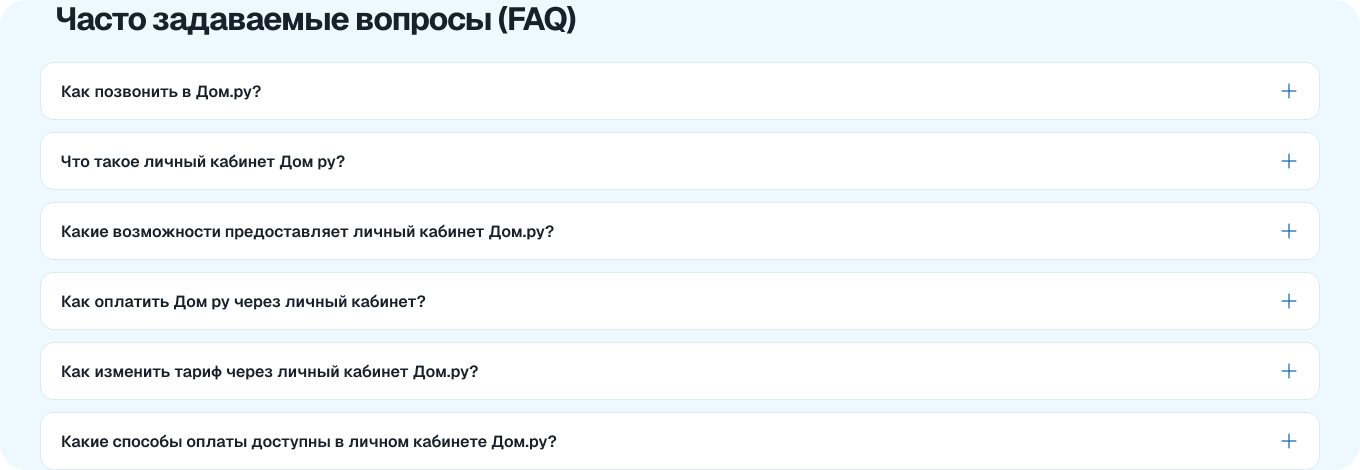 Часто задаваемые вопросы (FAQ)
Как позвонить в Дом.ру?
Что такое личный кабинет Дом ру?
Какие возможности предоставляет личный кабинет Дом.ру?
Как оплатить Дом ру через личный кабинет?
Как изменить тариф через личный кабинет Дом.ру?
Какие способы оплаты доступны в личном кабинете Дом.ру?